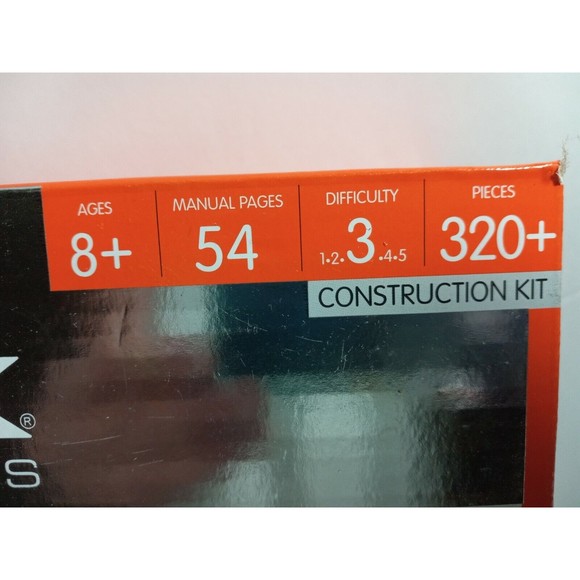 AGES
8+
MANUAL PAGES
54
DIFFICULTY
1•2•3•4•5
PIECES
320+
CONSTRUCTION KIT
X®
S